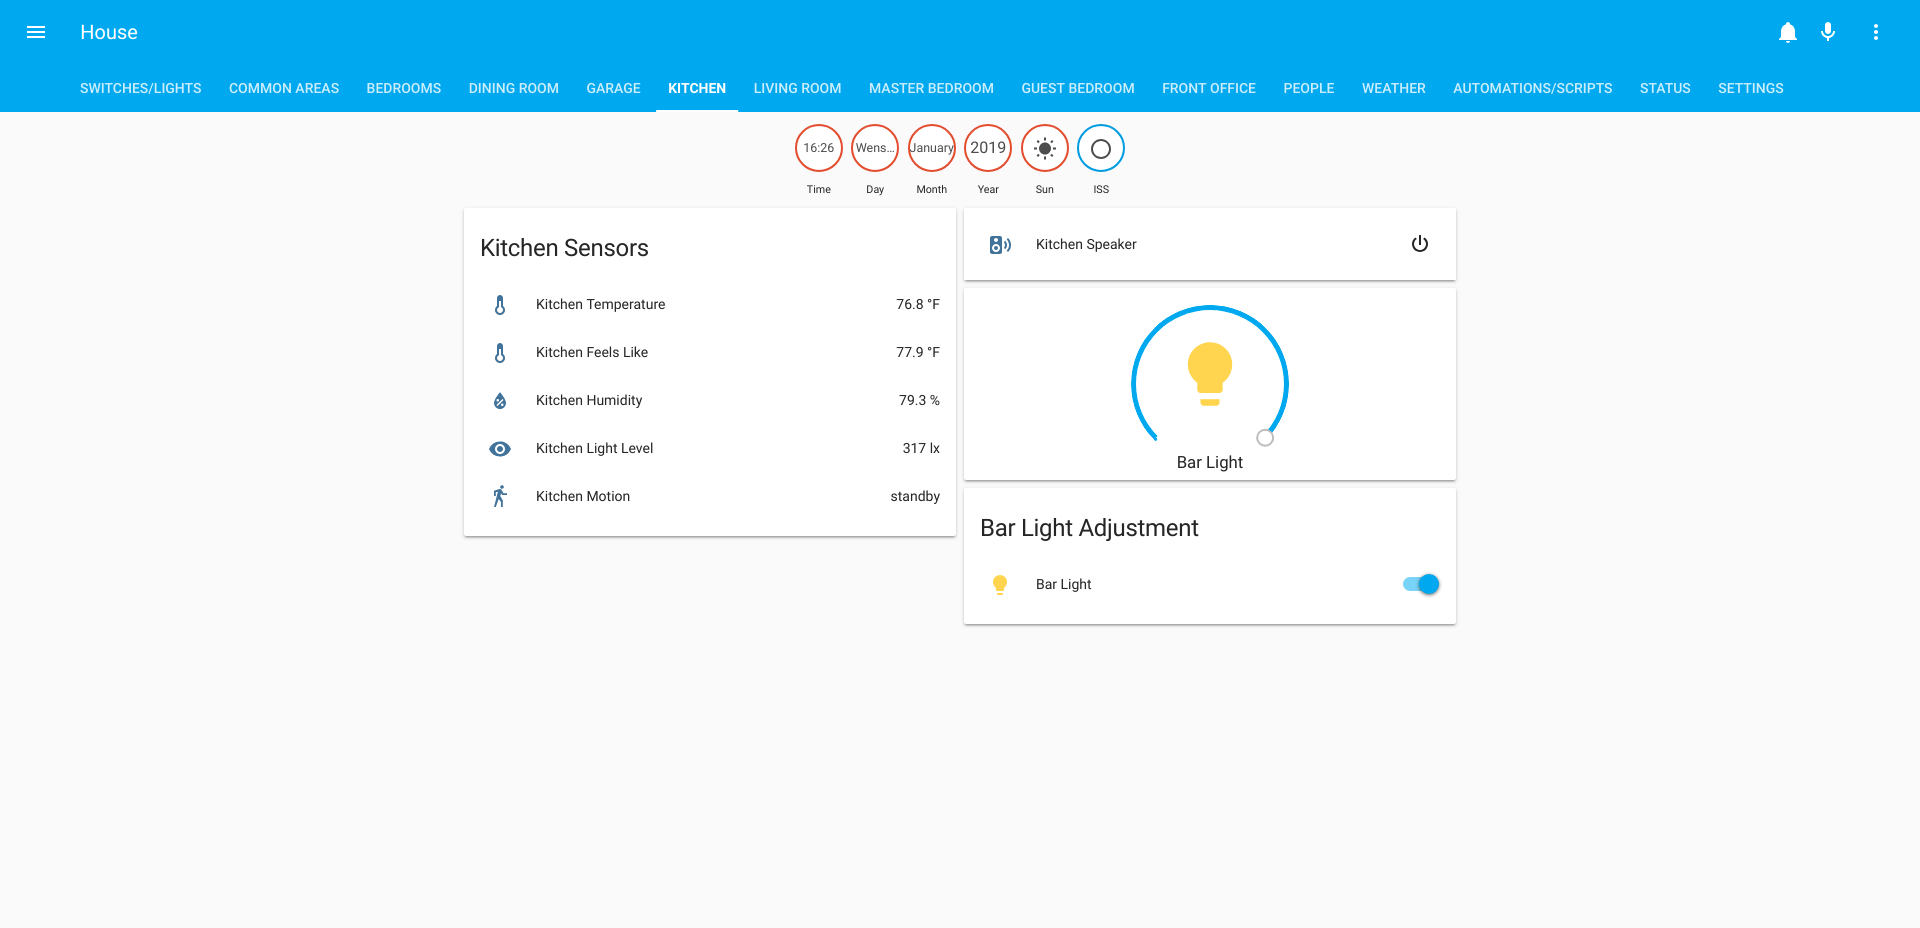 House
SWITCHES/LIGHTS COMMON AREAS BEDROOMS DINING ROOM GARAGE KITCHEN LIVING ROOM MASTER BEDROOM GUEST BEDROOM FRONT OFFICE PEOPLE WEATHER AUTOMATIONS/SCRIPTS STATUS SETTINGS
16:26 Wens... January 2019
Time Day Month Year Sun ISS
Kitchen Sensors
Kitchen Temperature 76.8 °F
Kitchen Feels Like 77.9 °F
Kitchen Humidity 79.3 %
Kitchen Light Level 317 lx
Kitchen Motion standby
Kitchen Speaker
Bar Light
Bar Light Adjustment
Bar Light